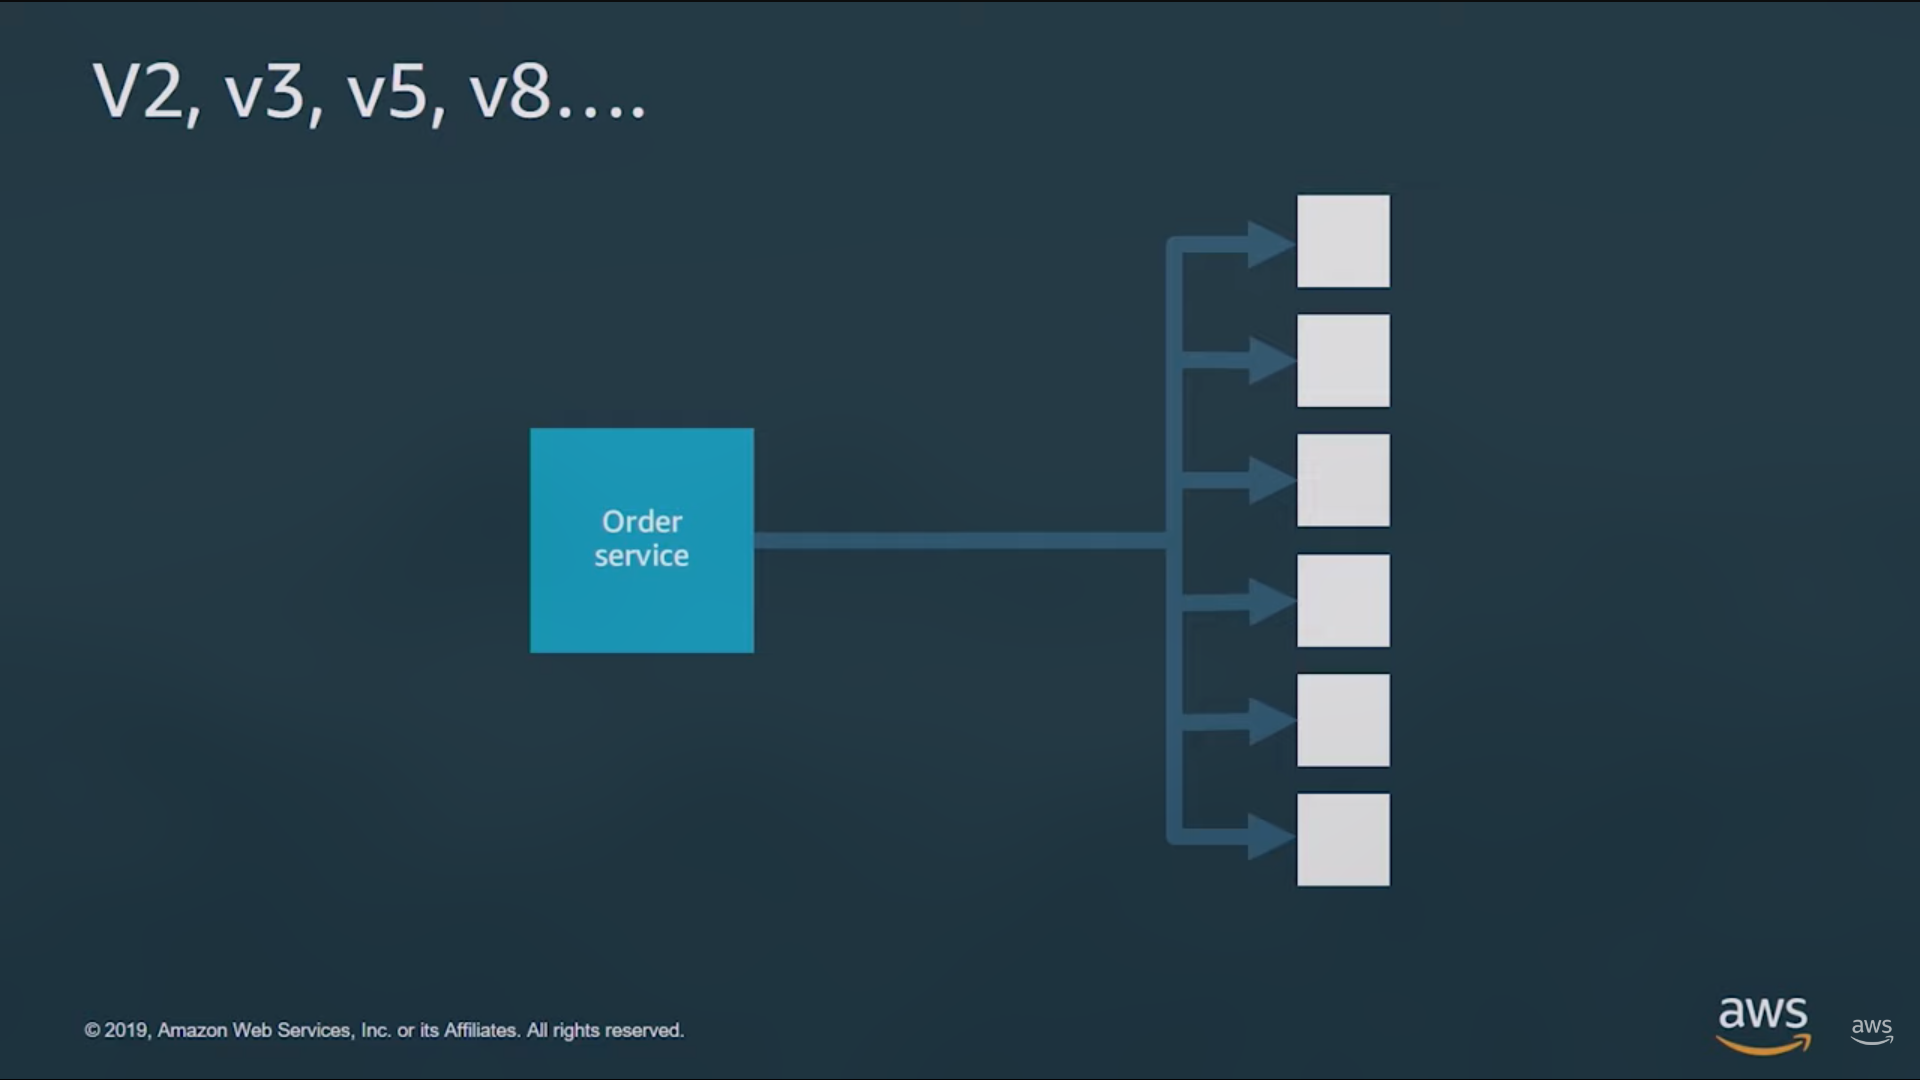 V2, v3, v5, v8....
Order
service
© 2019, Amazon Web Services, Inc. or its Affiliates. All rights reserved.
aws
aws